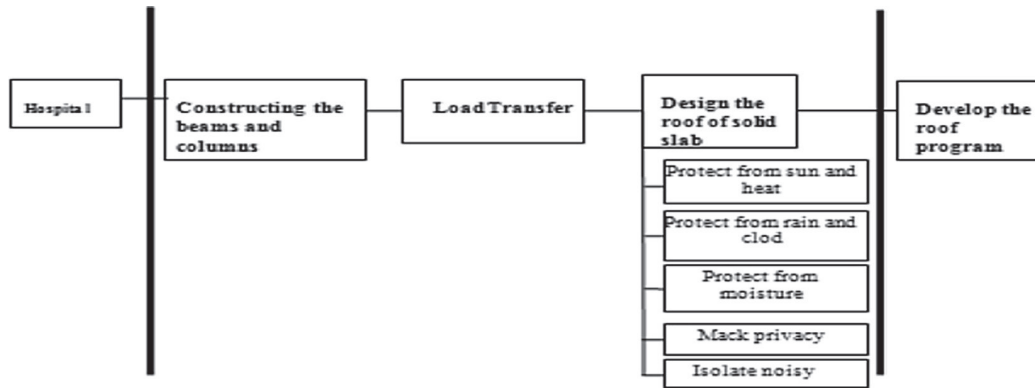 Hospital
Constructing the
beams and
columns
Load Transfer
Design the
roof of solid
slab
Develop the
roof
program
Protect from sun and
heat
Protect from rain and
clod
Protect from
moisture
Mack privacy
Isolate noisy